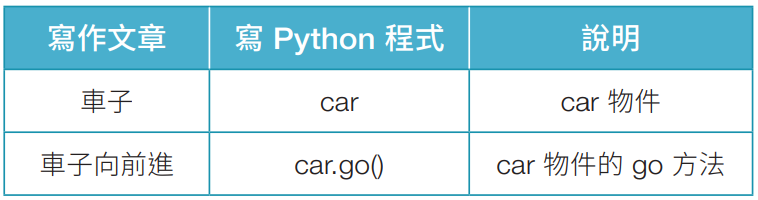 寫作文章 寫 Python 程式 說明
車子 car car 物件
車子向前進 car.go() car 物件的 go 方法